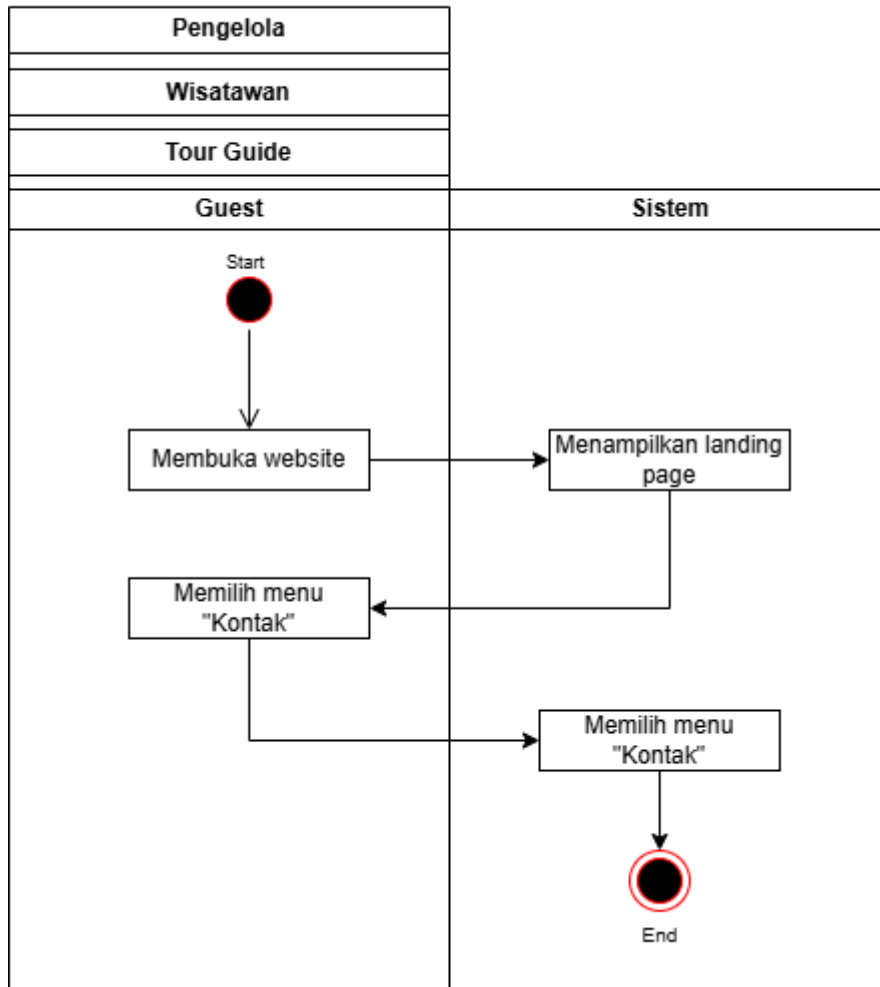 Pengelola
Wisatawan
Tour Guide
Guest
Sistem
Start
Membuka website
Menampilkan landing
page
Memilih menu
"Kontak"
Memilih menu
"Kontak"
End